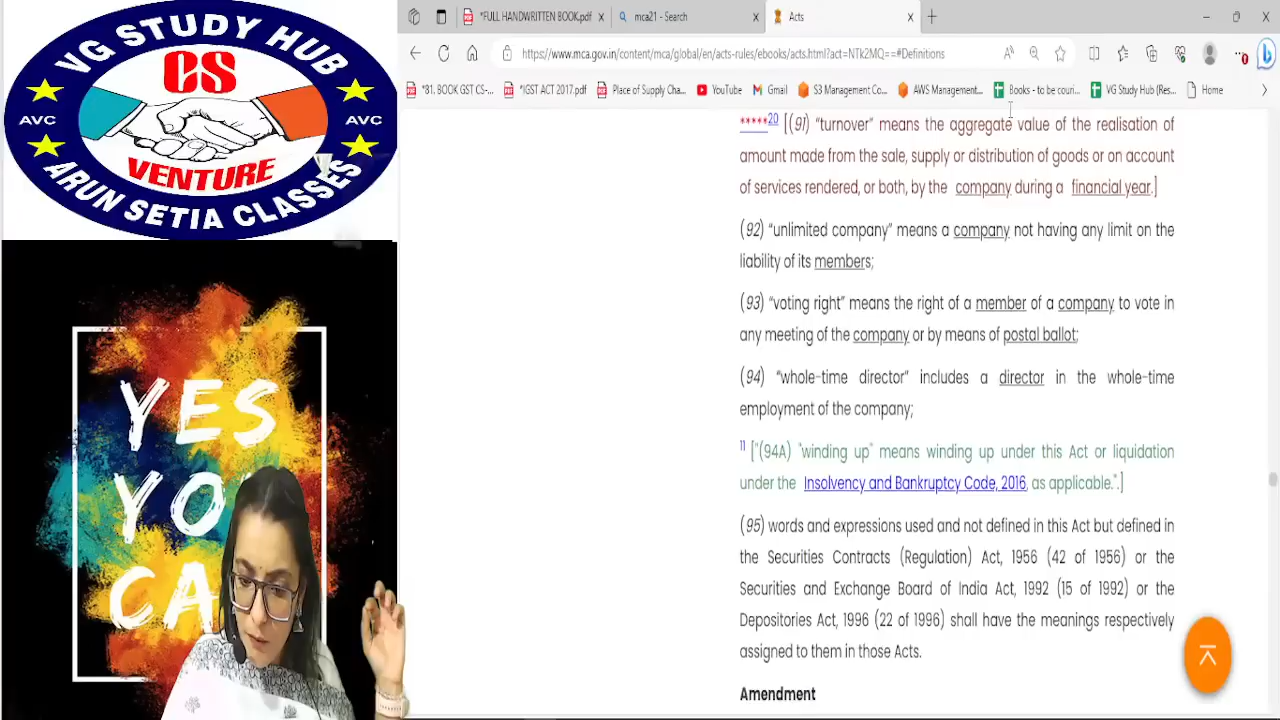 VG STUDY HUB
CS
AVC
AVC
VENTURE
ARUN SETIA CLASSES
YES
YO
CA
*FULL HANDWRITTEN BOOK.pdf
mca21 - Search
Acts
https://www.mca.gov.in/content/mca/global/en/acts-rules/ebooks/acts.html?act=NTk2MQ==#Definitions
*81. BOOK GST CS-...
*IGST ACT 2017.pdf
Place of Supply Cha...
YouTube
Gmail
S3 Management Co...
AWS Management...
Books - to be uouri...
VG Study Hub (Res...
Home
*****20 [(91) “turnover” means the aggregate value of the realisation of
amount made from the sale, supply or distribution of goods or on account
of services rendered, or both, by the company during a financial year.]
(92) “unlimited company” means a company not having any limit on the
liability of its members;
(93) “voting right” means the right of a member of a company to vote in
any meeting of the company or by means of postal ballot;
(94) “whole-time director” includes a director in the whole-time
employment of the company;
11 ["(94A) "winding up" means winding up under this Act or liquidation
under the Insolvency and Bankruptcy Code, 2016, as applicable.".]
(95) words and expressions used and not defined in this Act but defined in
the Securities Contracts (Regulation) Act, 1956 (42 of 1956) or the
Securities and Exchange Board of India Act, 1992 (15 of 1992) or the
Depositories Act, 1996 (22 of 1996) shall have the meanings respectively
assigned to them in those Acts.
Amendment